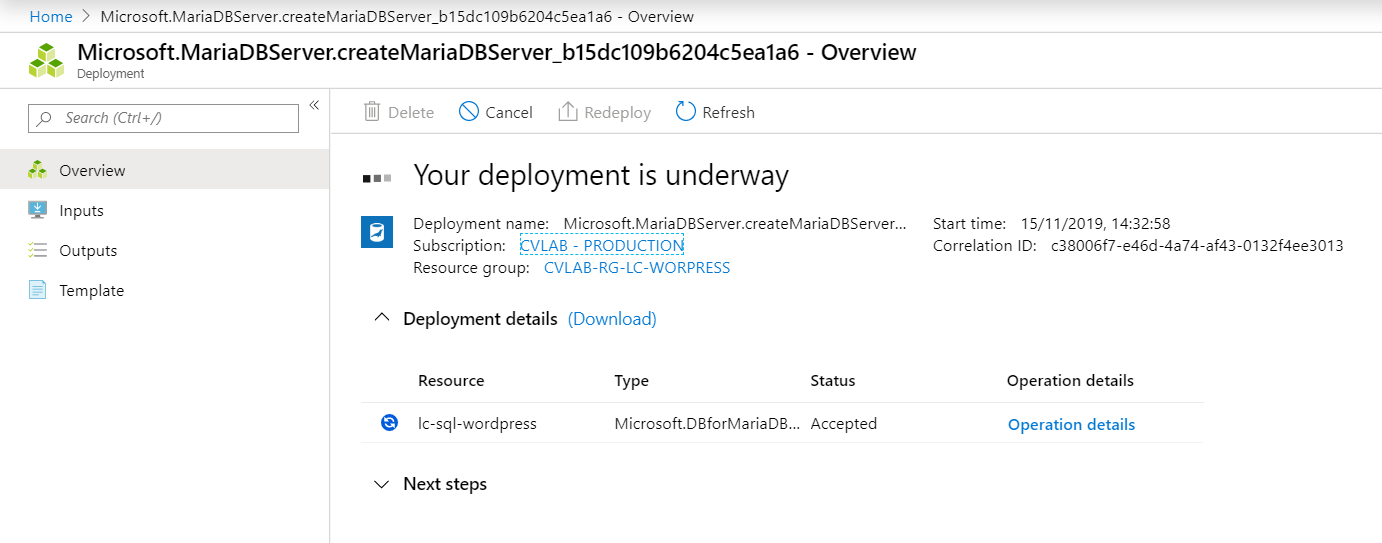 Home > Microsoft.MariaDBServer.createMariaDBServer_b15dc109b6204c5ea1a6 - Overview
Microsoft.MariaDBServer.createMariaDBServer_b15dc109b6204c5ea1a6 - Overview
Deployment
Search (Ctrl+/)
«
Overview
Inputs
Outputs
Template
Delete Cancel Redeploy Refresh
Your deployment is underway
Deployment name: Microsoft.MariaDBServer.createMariaDBServer... Start time: 15/11/2019, 14:32:58
Subscription: CVLAB - PRODUCTION Correlation ID: c38006f7-e46d-4a74-af43-0132f4ee3013
Resource group: CVLAB-RG-LC-WORPRESS
Deployment details (Download)
Resource Type Status Operation details
lc-sql-wordpress Microsoft.DBforMariaDB... Accepted Operation details
Next steps